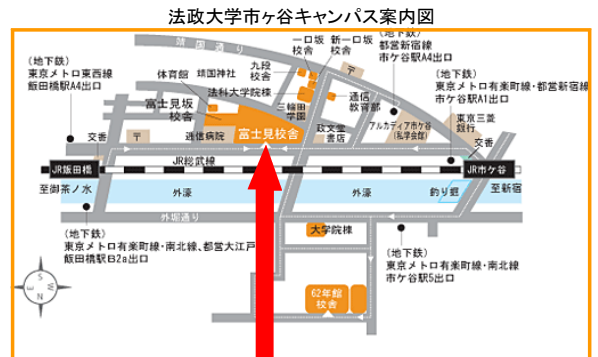 法政大学市ヶ谷キャンパス案内図
靖国通り
(地下鉄)
東京メトロ東西線
飯田橋駅A4出口
体育館
靖国神社
九段
校舎
一口坂
校舎
新一口坂
校舎
(地下鉄)
都営新宿線
市ケ谷駅A4出口
〒
(地下鉄)
東京メトロ有楽町線・都営新宿線
市ケ谷駅A1出口
法科大学院棟
富士見坂
校舎
三輪田
学園
通信
教育部
東京三菱
銀行
富士見校舎
政文堂
書店
アルカディア市ケ谷
(私学会館)
交番
〒
逓信病院
交番
JR総武線
JR飯田橋
JR市ケ谷
至御茶ノ水
外濠
外濠
釣り堀
至新宿
外堀通り
(地下鉄)
東京メトロ有楽町線・南北線、都営大江戸
飯田橋駅B2a出口
大学院棟
(地下鉄)
東京メトロ有楽町線・南北線
市ケ谷駅5出口
62年館
校舎
S
W
E
N